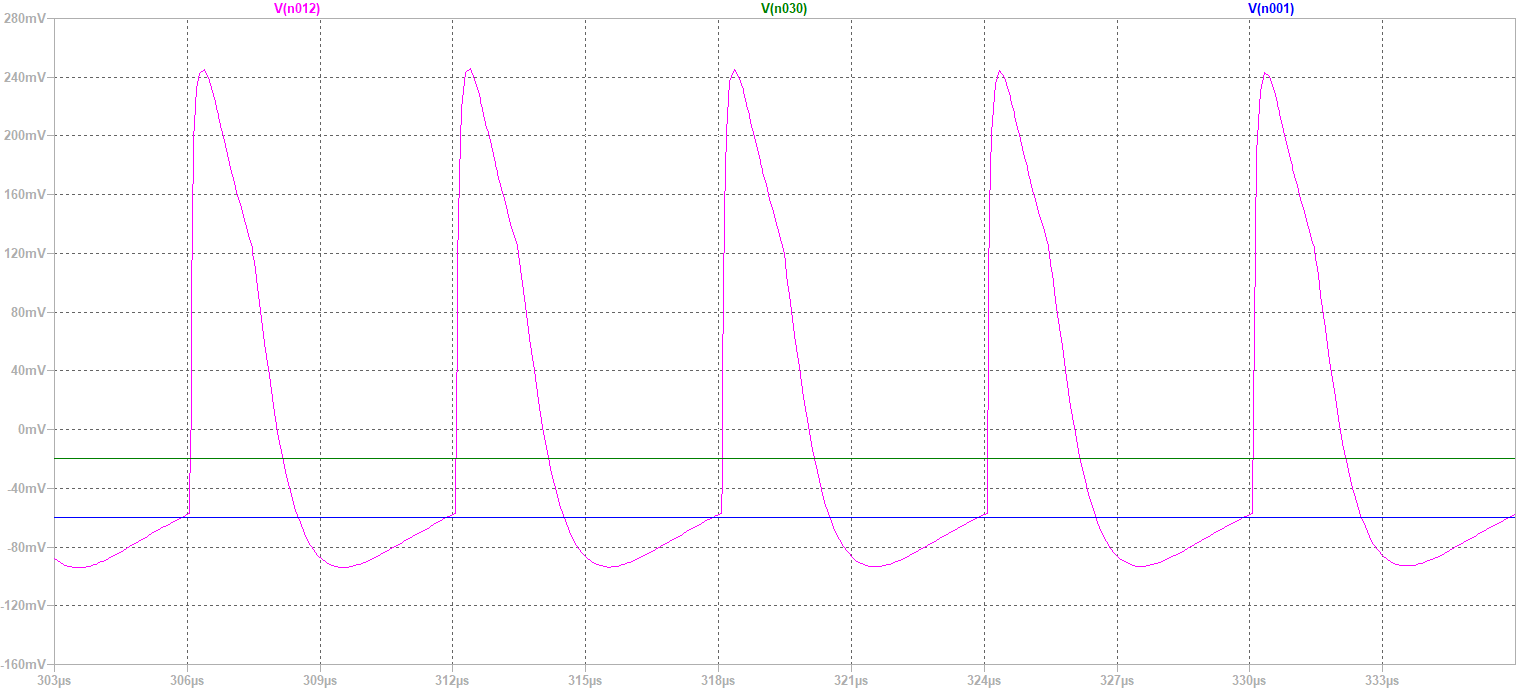 V(n012) V(n030) V(n001)
280mV
240mV
200mV
160mV
120mV
80mV
40mV
0mV
-40mV
-80mV
-120mV
-160mV
303µs 306µs 309µs 312µs 315µs 318µs 321µs 324µs 327µs 330µs 333µs